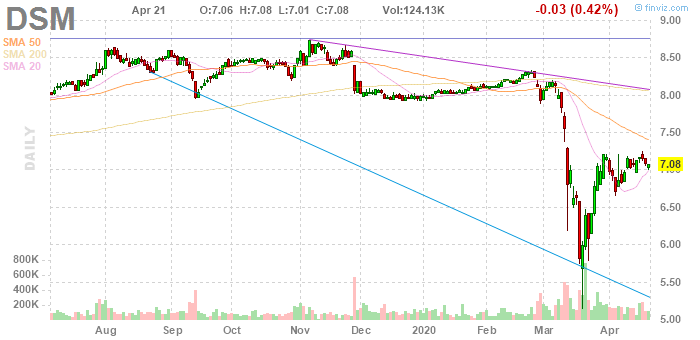 DSM
Apr 21 O:7.06 H:7.08 L:7.01 C:7.08 Vol:124.13K -0.03 (0.42%)
© finviz.com
SMA 50
SMA 200
SMA 20
DAILY
9.00
8.50
8.00
7.50
7.08
7.00
6.50
6.00
5.50
5.00
800K
600K
400K
200K
Aug Sep Oct Nov Dec 2020 Feb Mar Apr